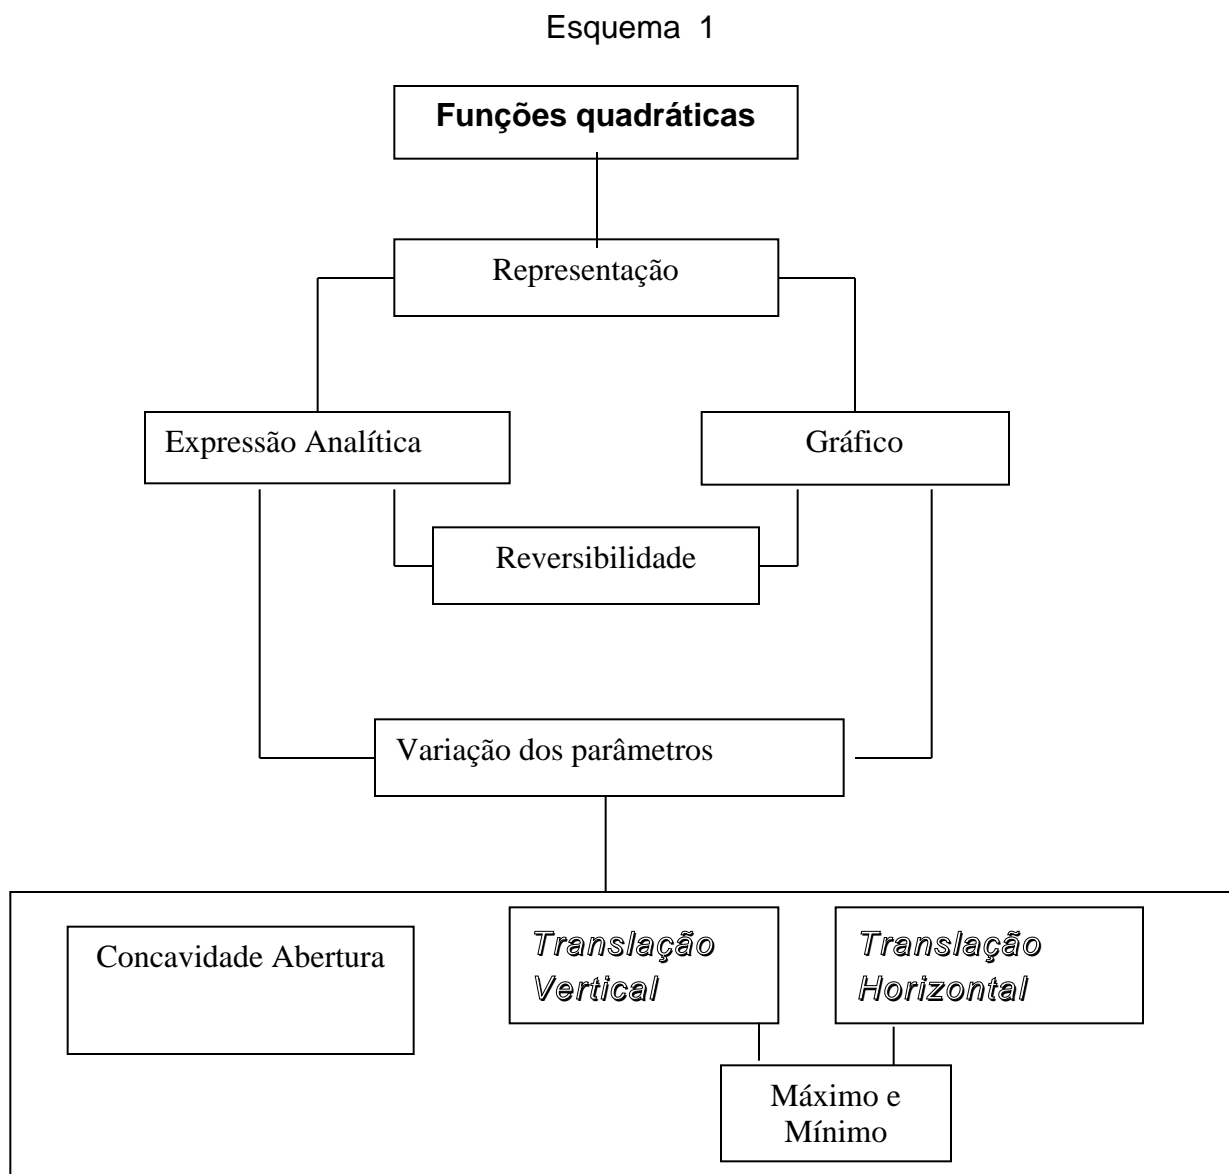 Esquema 1
Funções quadráticas
Representação
Expressão Analítica
Gráfico
Reversibilidade
Variação dos parâmetros
Concavidade Abertura
Translação
Vertical
Translação
Horizontal
Máximo e
Mínimo